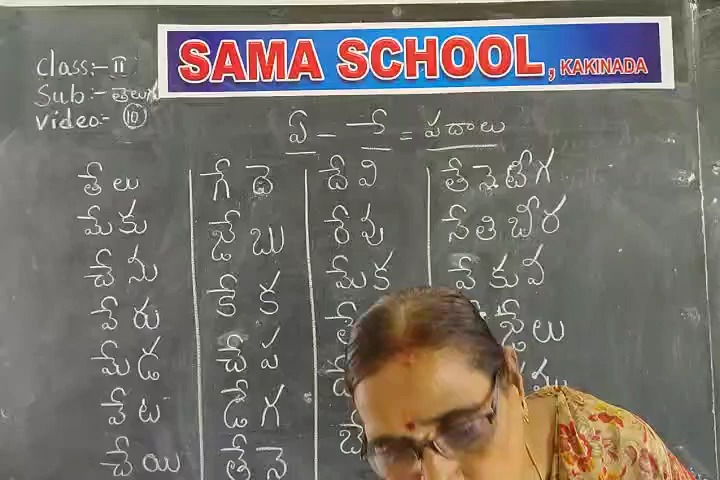 SAMA SCHOOL, KAKINADA
class:- II
Sub:- తెలుగు
video:- 10
ఏ - ే = పదాలు
తేలు గేదె దేవి తేనెటీగ
మేకు జేబు రేవు నేతిబీర
చేను కేక మేక వేకువ
వేరు చేప
మేడ డేగ
వేట తేనె
చేయి